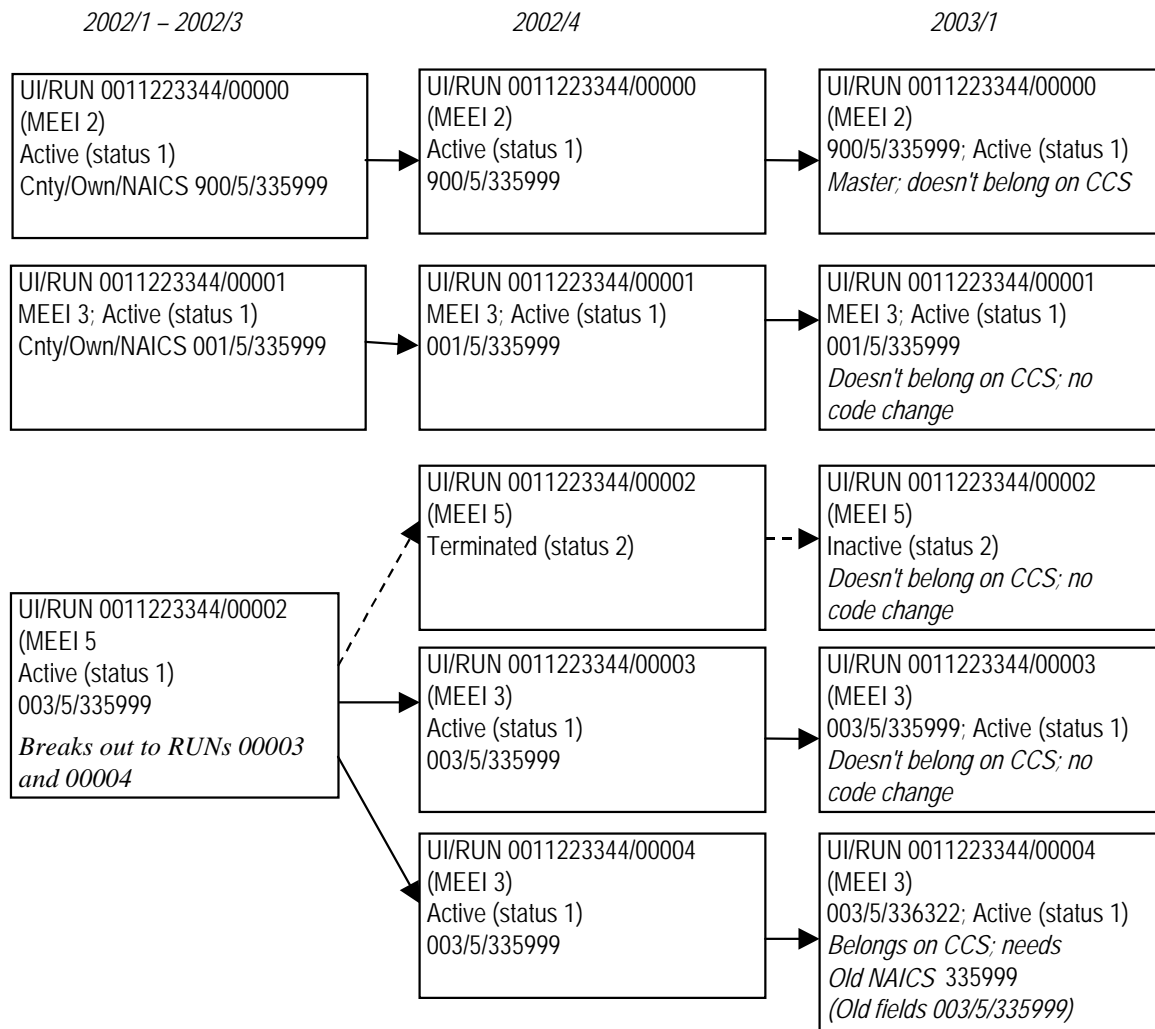 2002/1 – 2002/3
2002/4
2003/1
UI/RUN 0011223344/00000
(MEEI 2)
Active (status 1)
Cnty/Own/NAICS 900/5/335999
UI/RUN 0011223344/00000
(MEEI 2)
Active (status 1)
900/5/335999
UI/RUN 0011223344/00000
(MEEI 2)
900/5/335999; Active (status 1)
Master; doesn't belong on CCS
UI/RUN 0011223344/00001
MEEI 3; Active (status 1)
Cnty/Own/NAICS 001/5/335999
UI/RUN 0011223344/00001
MEEI 3; Active (status 1)
001/5/335999
UI/RUN 0011223344/00001
MEEI 3; Active (status 1)
001/5/335999
Doesn't belong on CCS; no
code change
UI/RUN 0011223344/00002
(MEEI 5
Active (status 1)
003/5/335999
Breaks out to RUNs 00003
and 00004
UI/RUN 0011223344/00002
(MEEI 5)
Terminated (status 2)
UI/RUN 0011223344/00002
(MEEI 5)
Inactive (status 2)
Doesn't belong on CCS; no
code change
UI/RUN 0011223344/00003
(MEEI 3)
Active (status 1)
003/5/335999
UI/RUN 0011223344/00003
(MEEI 3)
003/5/335999; Active (status 1)
Doesn't belong on CCS; no
code change
UI/RUN 0011223344/00004
(MEEI 3)
Active (status 1)
003/5/335999
UI/RUN 0011223344/00004
(MEEI 3)
003/5/336322; Active (status 1)
Belongs on CCS; needs
Old NAICS 335999
(Old fields 003/5/335999)